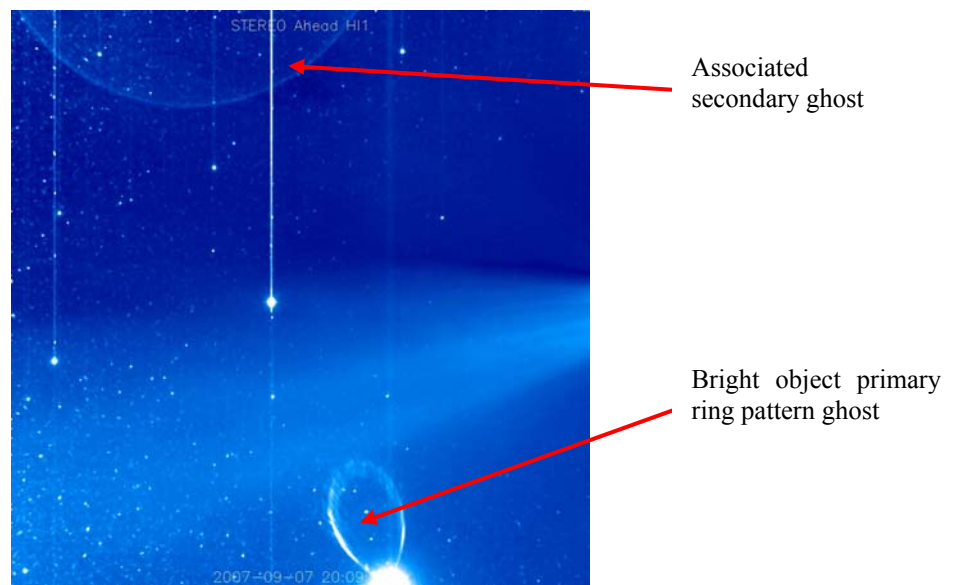 STEREO Ahead HI1
Associated
secondary ghost
Bright object primary
ring pattern ghost
2007-09-07 20:09